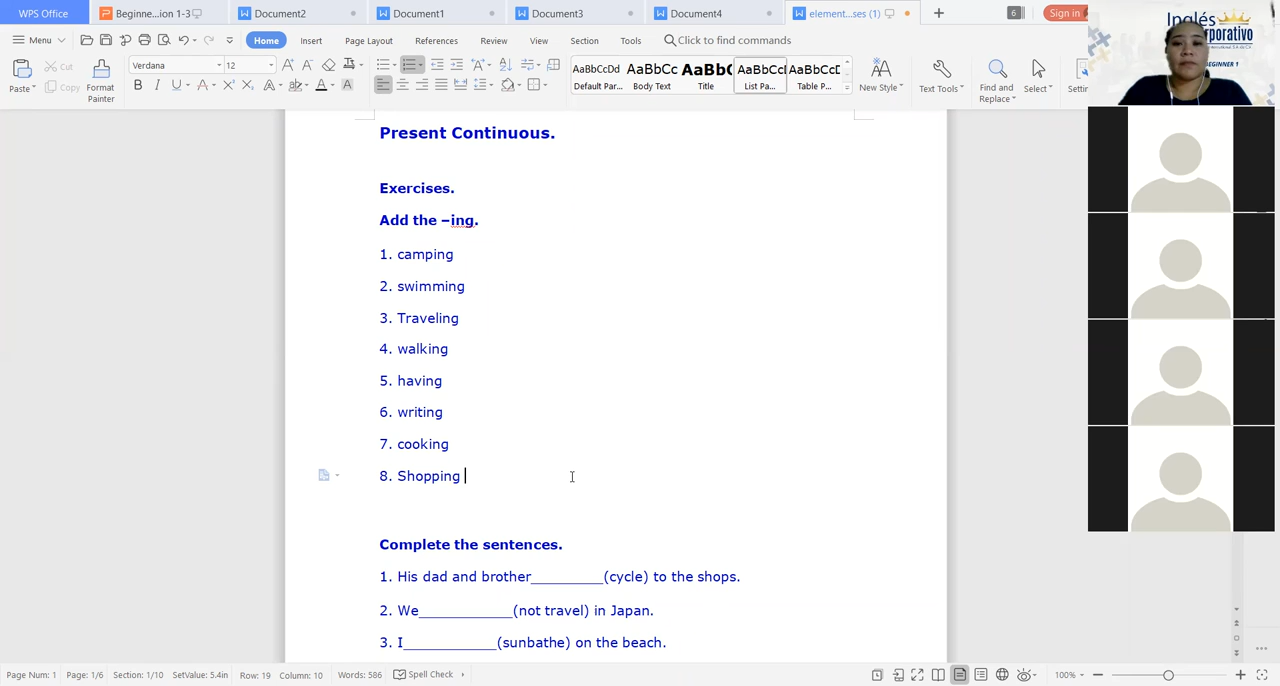 WPS Office
Beginne...ion 1-3
Document2
Document1
Document3
Document4
element...ses (1)
6
Sign in
Menu
Home
Insert
Page Layout
References
Review
View
Section
Tools
Click to find commands
Paste
Cut
Copy
Format Painter
Verdana
12
AaBbCcDd
Default Par...
AaBbCc
Body Text
AaBb
Title
AaBbCcI
List Pa...
AaBbCcD
Table P...
New Style
Text Tools
Find and Replace
Select
Inglés
BEGINNER 1
Present Continuous.
Exercises.
Add the –ing.
1. camping
2. swimming
3. Traveling
4. walking
5. having
6. writing
7. cooking
8. Shopping
Complete the sentences.
1. His dad and brother_________(cycle) to the shops.
2. We____________(not travel) in Japan.
3. I____________(sunbathe) on the beach.
Page Num: 1
Page: 1/6
Section: 1/10
SetValue: 5.4in
Row: 19
Column: 10
Words: 586
Spell Check
100%